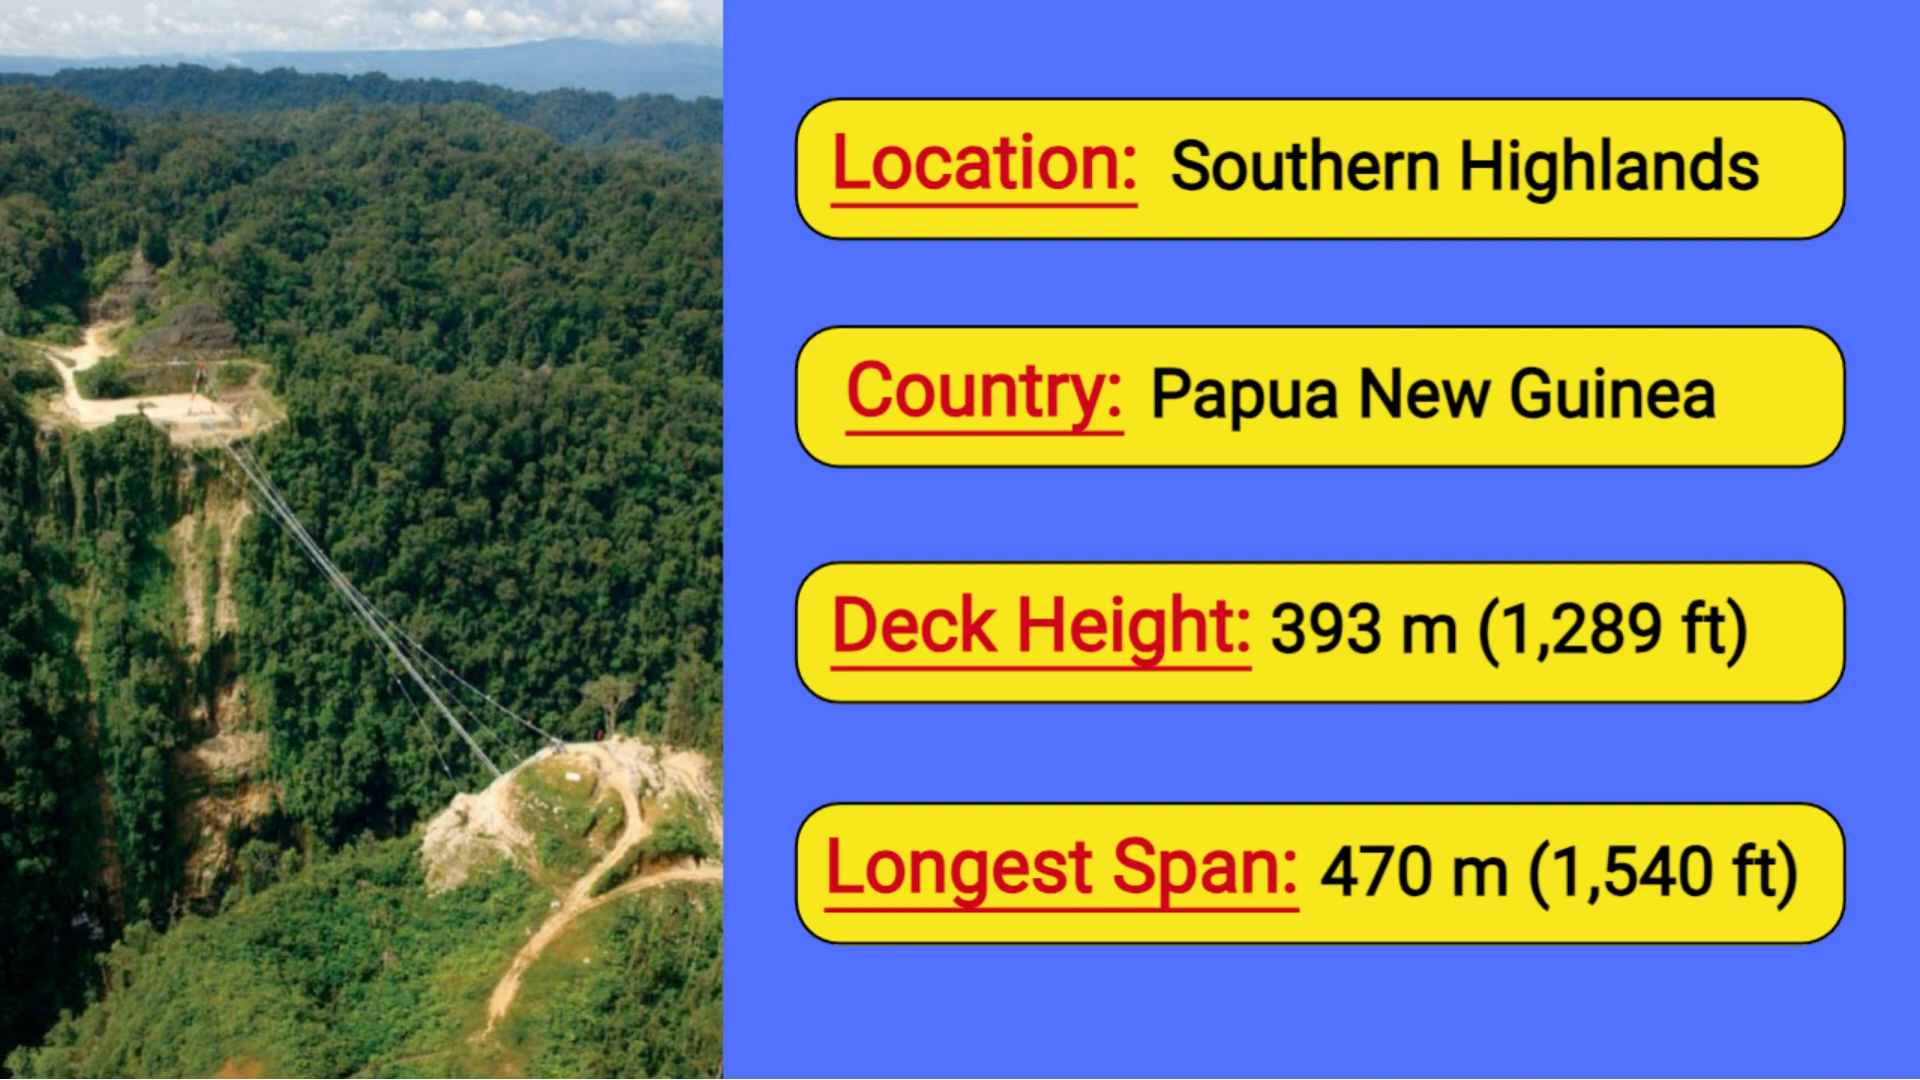 Location: Southern Highlands
Country: Papua New Guinea
Deck Height: 393 m (1,289 ft)
Longest Span: 470 m (1,540 ft)